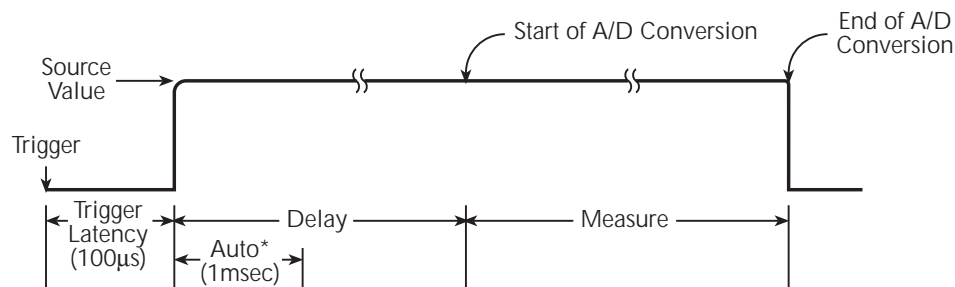 Start of A/D Conversion
End of A/D
Conversion
Source
Value
Trigger
Trigger
Latency
(100µs)
Delay
Measure
Auto*
(1msec)